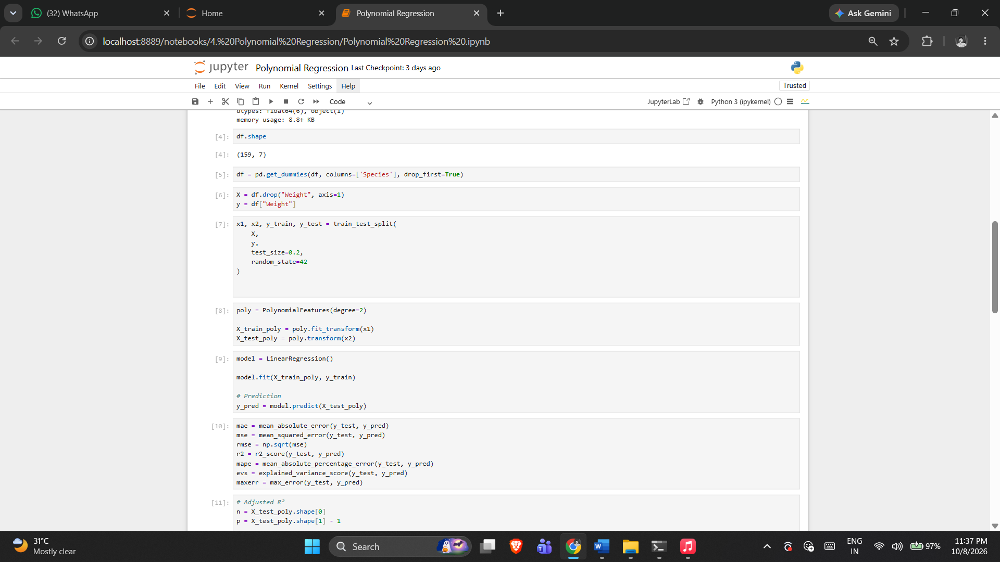 (32) WhatsApp
Home
Polynomial Regression
Ask Gemini
localhost:8889/notebooks/4.%20Polynomial%20Regression/Polynomial%20Regression%20.ipynb
jupyter Polynomial Regression Last Checkpoint: 3 days ago
File Edit View Run Kernel Settings Help
Trusted
Code
JupyterLab
Python 3 (ipykernel)
dtypes: float64(6), object(1)
memory usage: 8.8+ KB
[4]: df.shape
[4]: (159, 7)
[5]: df = pd.get_dummies(df, columns=['Species'], drop_first=True)
[6]: X = df.drop("Weight", axis=1)
y = df["Weight"]
[7]: x1, x2, y_train, y_test = train_test_split(
X,
y,
test_size=0.2,
random_state=42
)
[8]: poly = PolynomialFeatures(degree=2)
X_train_poly = poly.fit_transform(x1)
X_test_poly = poly.transform(x2)
[9]: model = LinearRegression()
model.fit(X_train_poly, y_train)
# Prediction
y_pred = model.predict(X_test_poly)
[10]: mae = mean_absolute_error(y_test, y_pred)
mse = mean_squared_error(y_test, y_pred)
rmse = np.sqrt(mse)
r2 = r2_score(y_test, y_pred)
mape = mean_absolute_percentage_error(y_test, y_pred)
evs = explained_variance_score(y_test, y_pred)
maxerr = max_error(y_test, y_pred)
[11]: # Adjusted R²
n = X_test_poly.shape[0]
p = X_test_poly.shape[1] - 1
31°C
Mostly clear
Search
ENG
IN
97%
11:37 PM
10/8/2026